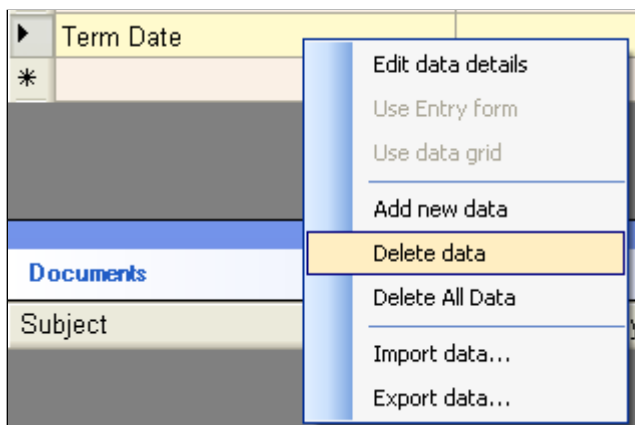 Term Date
Edit data details
Use Entry form
Use data grid
Add new data
Delete data
Documents
Delete All Data
Subject
Import data...
Export data...